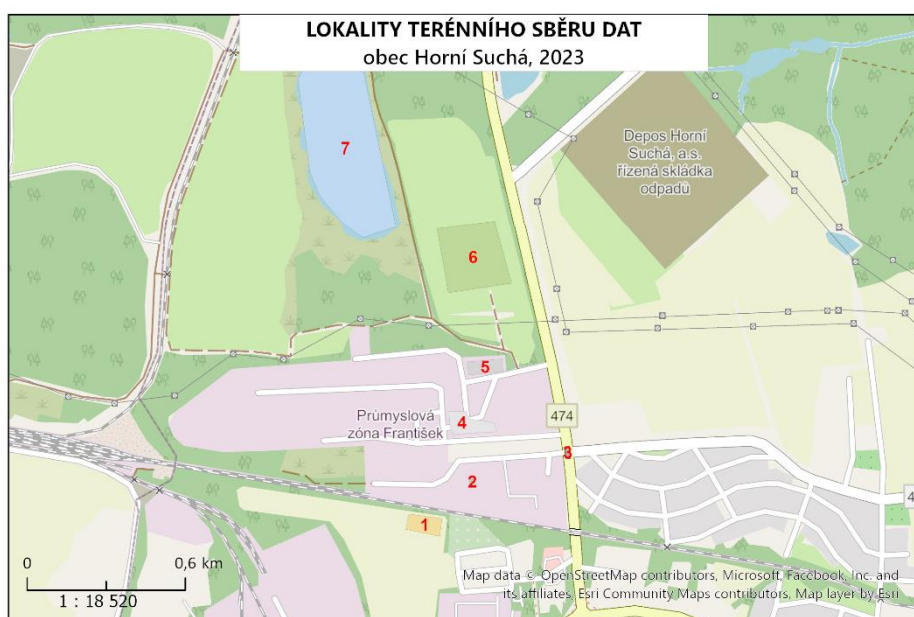 LOKALITY TERÉNNÍHO SBĚRU DAT
obec Horní Suchá, 2023
7
Depos Horní
Suchá, a.s.
řízená skládka
odpadů
6
5
474
Průmyslová
zóna František
4
3
2
4
1
0
0,6 km
1 : 18 520
Map data © OpenStreetMap contributors, Microsoft, Facebook, Inc. and
its affiliates, Esri Community Maps contributors, Map layer by Esri